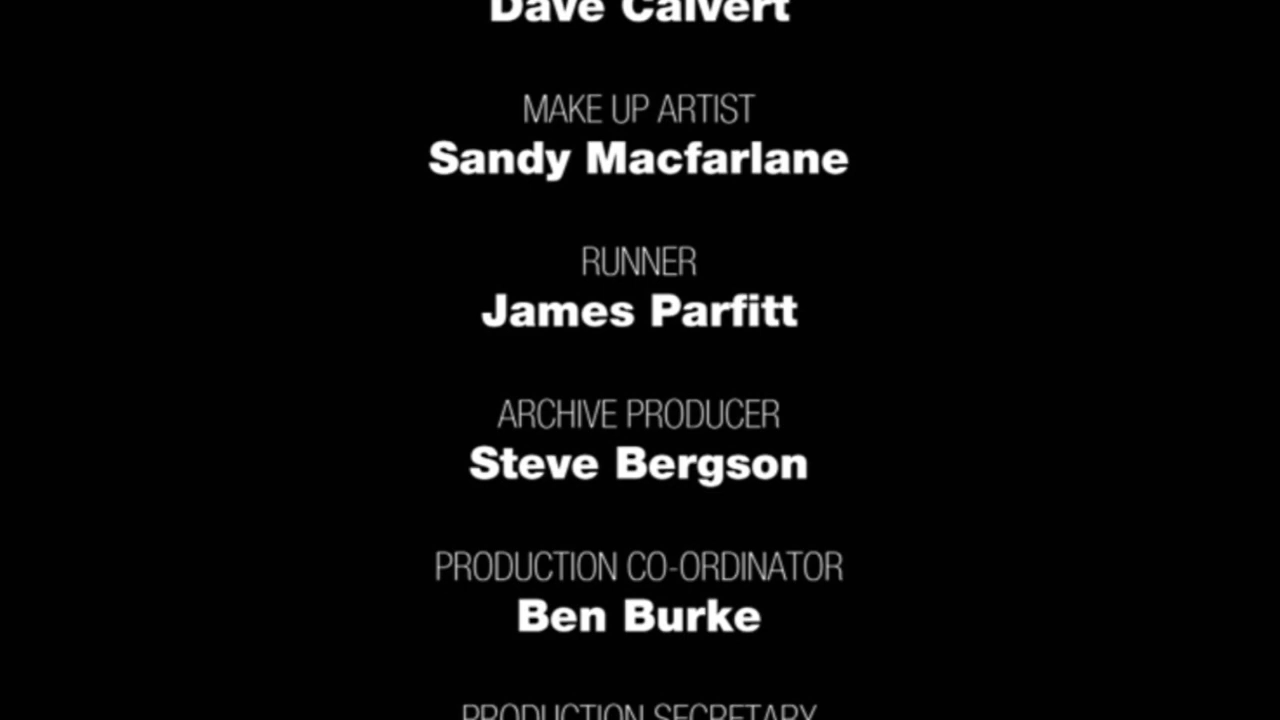 Dave Calvert
MAKE UP ARTIST
Sandy Macfarlane
RUNNER
James Parfitt
ARCHIVE PRODUCER
Steve Bergson
PRODUCTION CO-ORDINATOR
Ben Burke
PRODUCTION SECRETARY